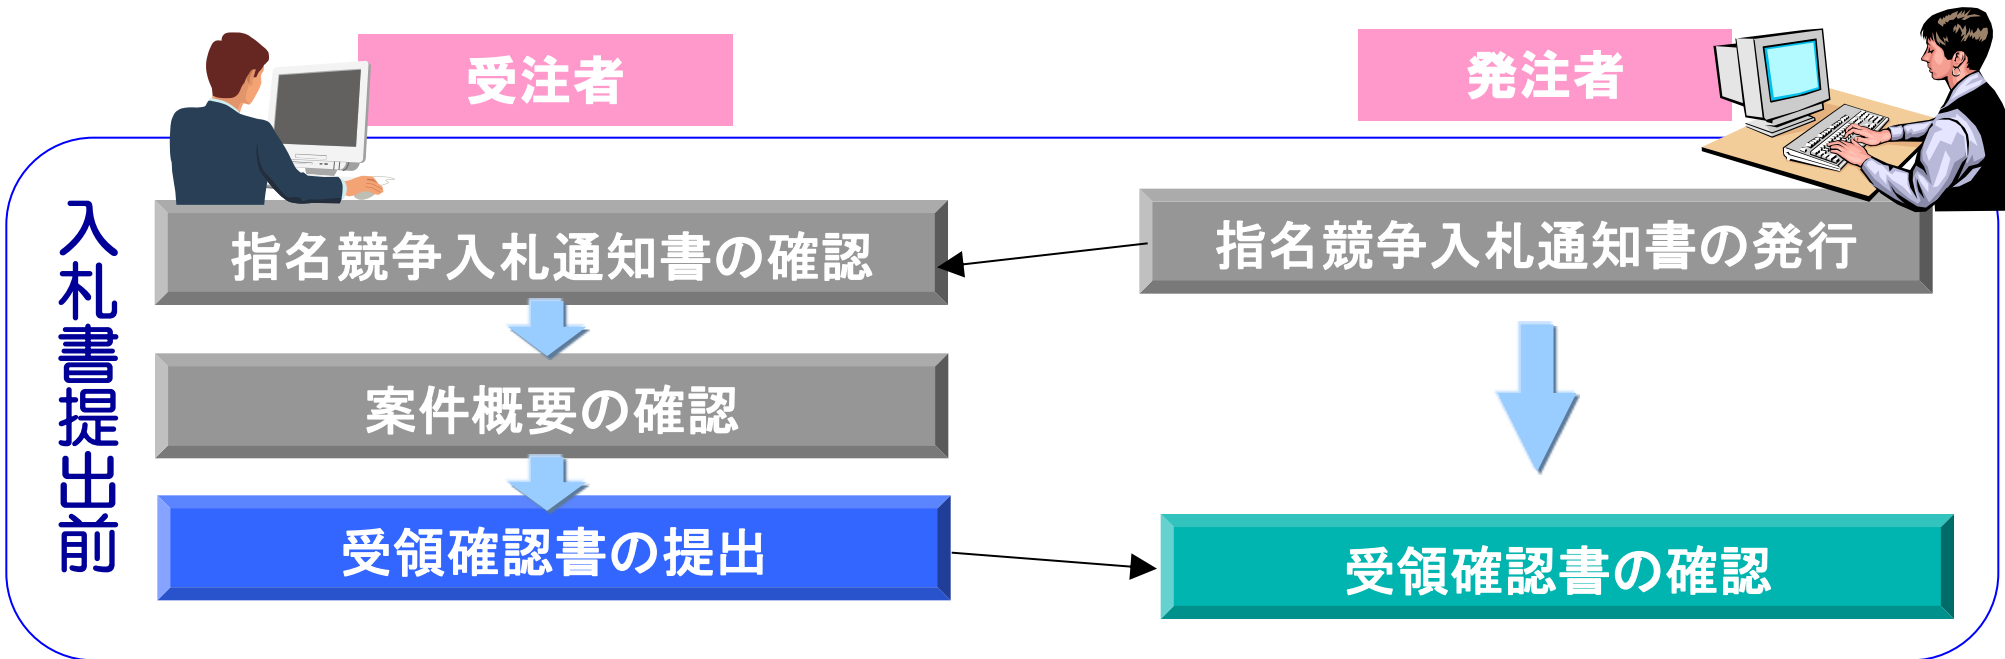 受注者
発注者
入札書提出前
指名競争入札通知書の確認
指名競争入札通知書の発行
案件概要の確認
受領確認書の提出
受領確認書の確認